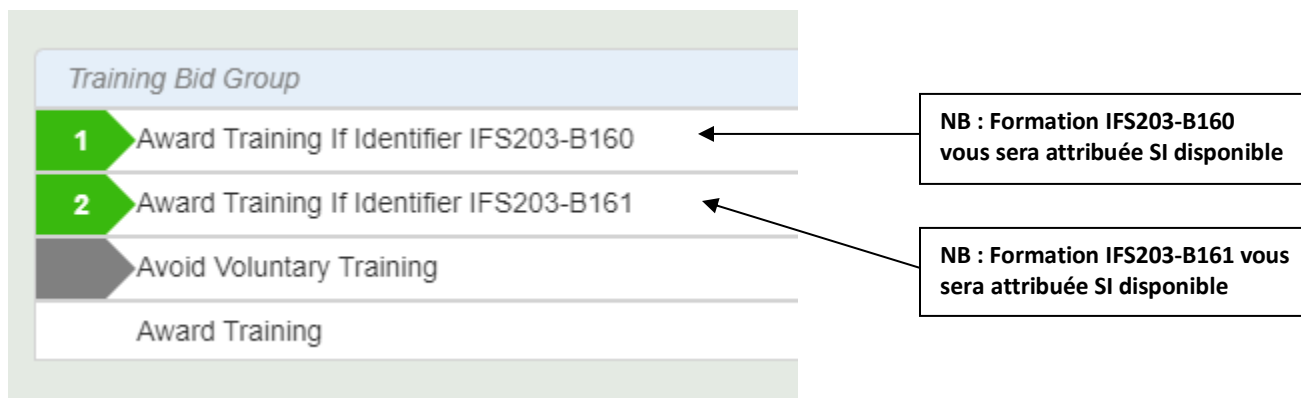 Training Bid Group
1 Award Training If Identifier IFS203-B160
2 Award Training If Identifier IFS203-B161
Avoid Voluntary Training
Award Training
NB : Formation IFS203-B160
vous sera attribuée SI disponible
NB : Formation IFS203-B161 vous
sera attribuée SI disponible